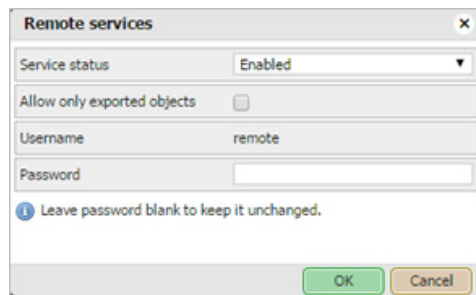 Remote services
Service status Enabled
Allow only exported objects
Username remote
Password
Leave password blank to keep it unchanged.
OK Cancel